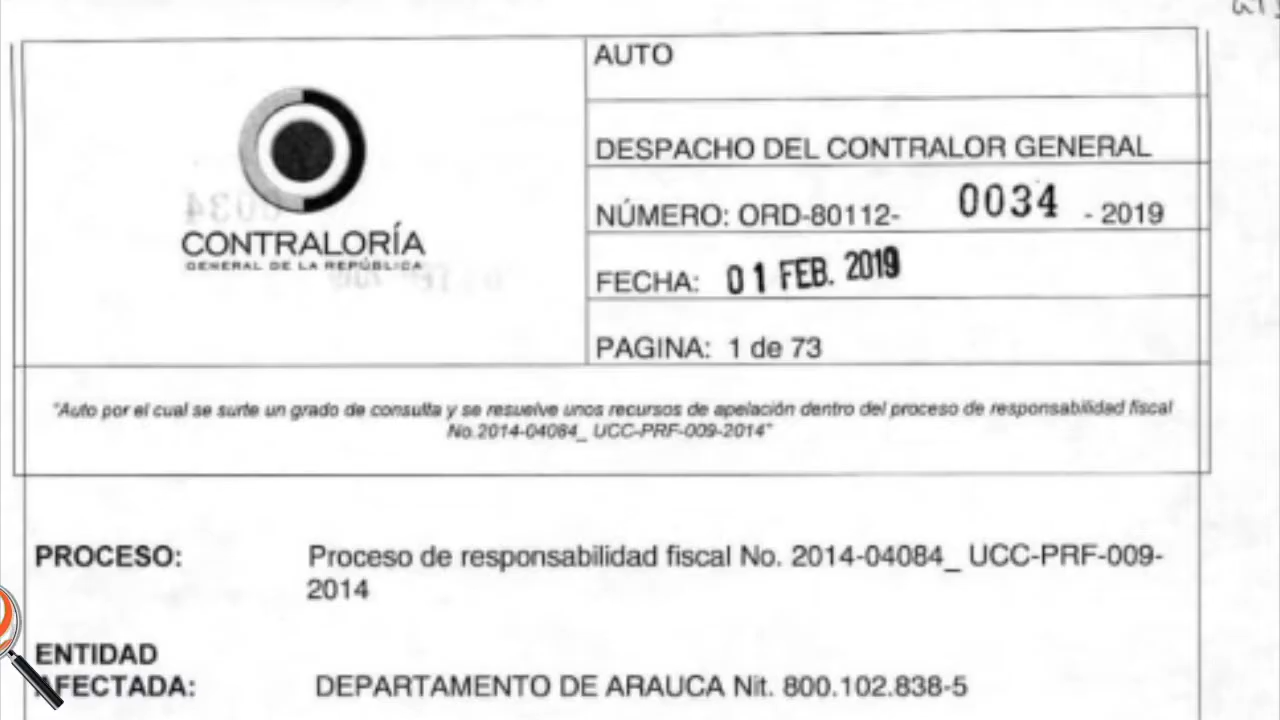 AUTO
DESPACHO DEL CONTRALOR GENERAL
NÚMERO: ORD-80112- 0034 - 2019
FECHA: 01 FEB. 2019
PAGINA: 1 de 73
CONTRALORÍA
GENERAL DE LA REPÚBLICA
"Auto por el cual se surte un grado de consulta y se resuelve unos recursos de apelación dentro del proceso de responsabilidad fiscal
No.2014-04084_ UCC-PRF-009-2014"
PROCESO: Proceso de responsabilidad fiscal No. 2014-04084_ UCC-PRF-009-
2014
ENTIDAD
AFECTADA: DEPARTAMENTO DE ARAUCA Nit. 800.102.838-5